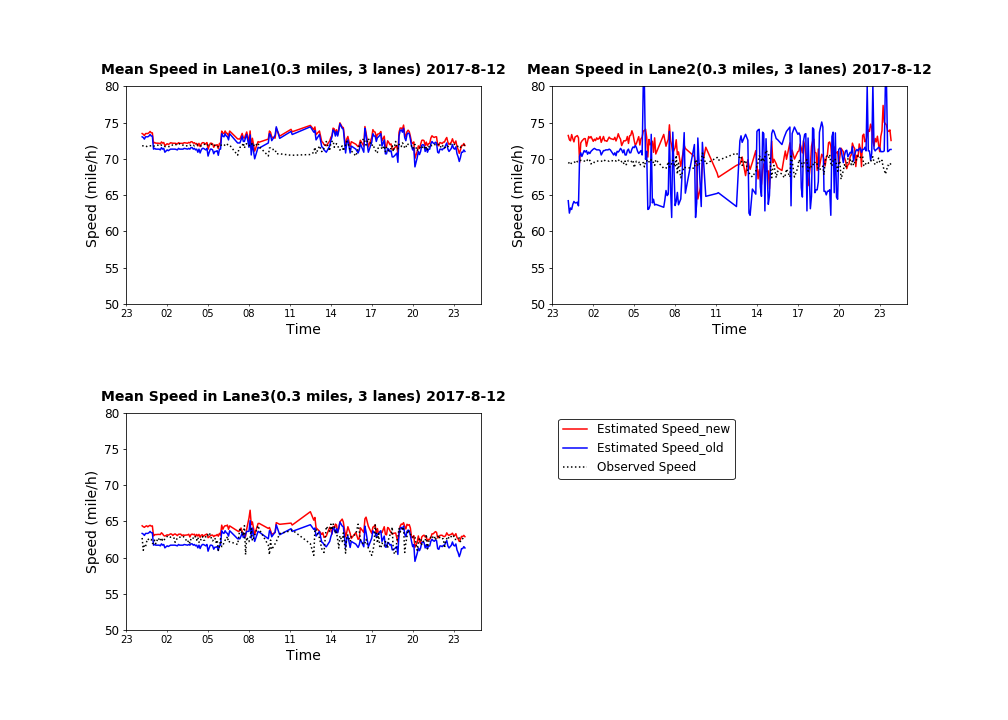 Mean Speed in Lane1(0.3 miles, 3 lanes) 2017-8-12
80
75
70
65
60
55
50
Speed (mile/h)
23 02 05 08 11 14 17 20 23
Time
Mean Speed in Lane2(0.3 miles, 3 lanes) 2017-8-12
80
75
70
65
60
55
50
Speed (mile/h)
23 02 05 08 11 14 17 20 23
Time
Mean Speed in Lane3(0.3 miles, 3 lanes) 2017-8-12
80
75
70
65
60
55
50
Speed (mile/h)
23 02 05 08 11 14 17 20 23
Time
Estimated Speed_new
Estimated Speed_old
Observed Speed